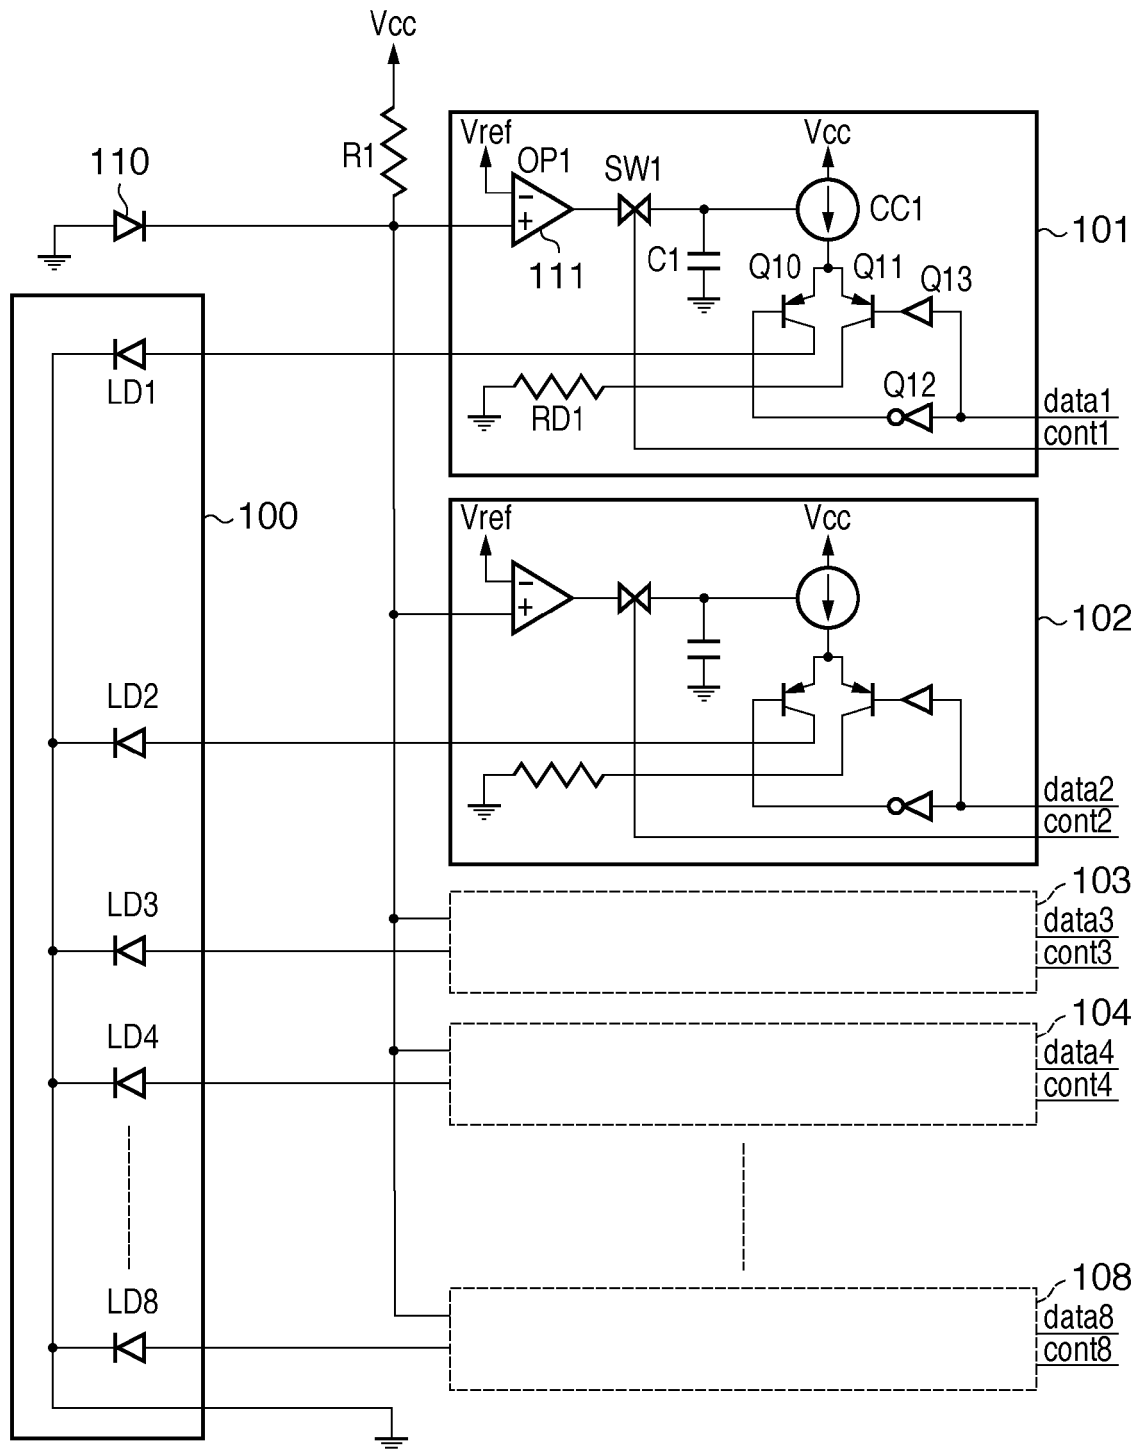 Vcc
R1
110
Vref
OP1
SW1
Vcc
CC1
101
111
C1
Q10
Q11
Q13
LD1
RD1
Q12
data1
cont1
100
Vref
Vcc
102
LD2
data2
cont2
103
LD3
data3
cont3
104
LD4
data4
cont4
108
LD8
data8
cont8